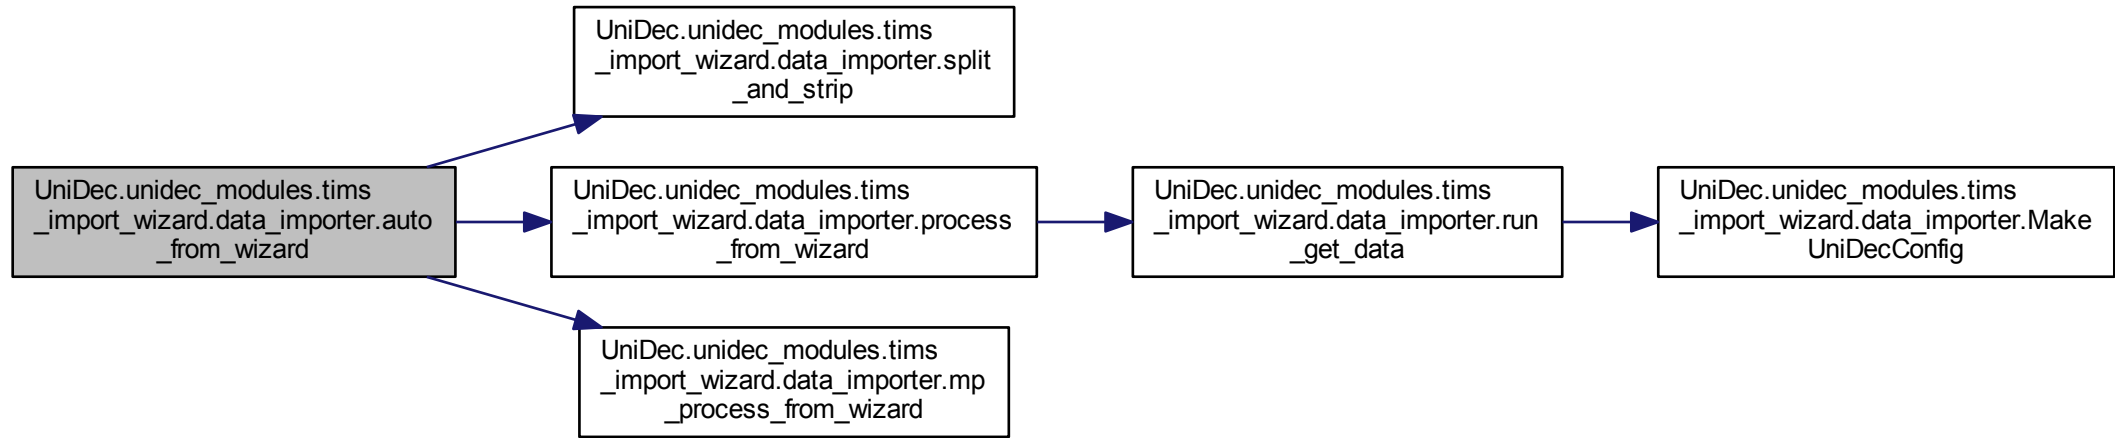 UniDec.unidec_modules.tims
_import_wizard.data_importer.auto
_from_wizard
UniDec.unidec_modules.tims
_import_wizard.data_importer.split
_and_strip
UniDec.unidec_modules.tims
_import_wizard.data_importer.process
_from_wizard
UniDec.unidec_modules.tims
_import_wizard.data_importer.run
_get_data
UniDec.unidec_modules.tims
_import_wizard.data_importer.Make
UniDecConfig
UniDec.unidec_modules.tims
_import_wizard.data_importer.mp
_process_from_wizard